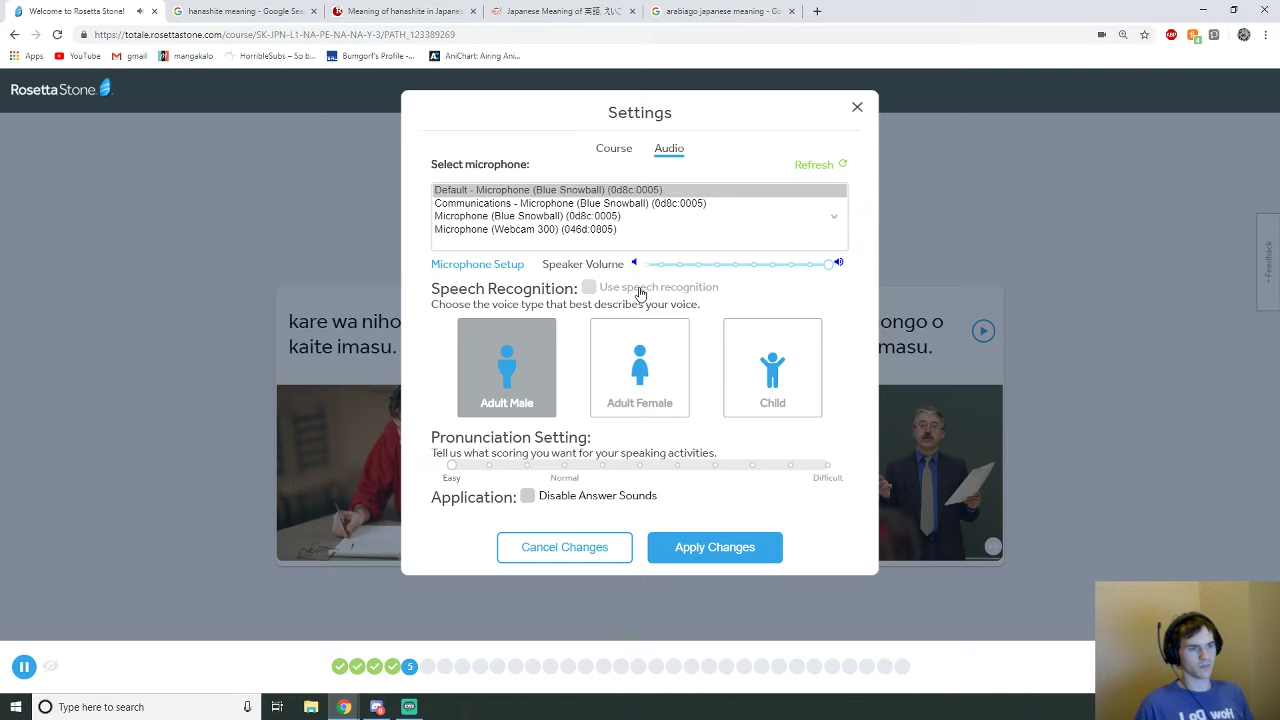 Welcome to Rosetta Stone!
hanashite meaning - Google Sear
Meaning of hanashite in Japanes
Japanese Meaning of 英語, えいご
arabiago japanese meaning - Go
https://totale.rosettastone.com/course/SK-JPN-L1-NA-PE-NA-NA-Y-3/PATH_123389269
Apps YouTube gmail mangakalo HorribleSubs – So b... Bumgorf's Profile -... AniChart: Airing Ani...
RosettaStone
Settings
Course Audio
Select microphone: Refresh
Default - Microphone (Blue Snowball) (0d8c:0005)
Communications - Microphone (Blue Snowball) (0d8c:0005)
Microphone (Blue Snowball) (0d8c:0005)
Microphone (Webcam 300) (046d:0805)
Microphone Setup Speaker Volume
Speech Recognition: Use speech recognition
Choose the voice type that best describes your voice.
Adult Male Adult Female Child
Pronunciation Setting:
Tell us what scoring you want for your speaking activities.
Easy Normal Difficult
Application: Disable Answer Sounds
Cancel Changes Apply Changes
kare wa niho
kaite imasu.
ongo o
masu.
Feedback
5
Type here to search